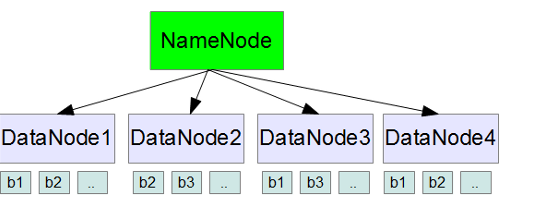 NameNode
DataNode1 DataNode2 DataNode3 DataNode4
b1 b2 .. b2 b3 .. b1 b3 .. b1 b2 ..